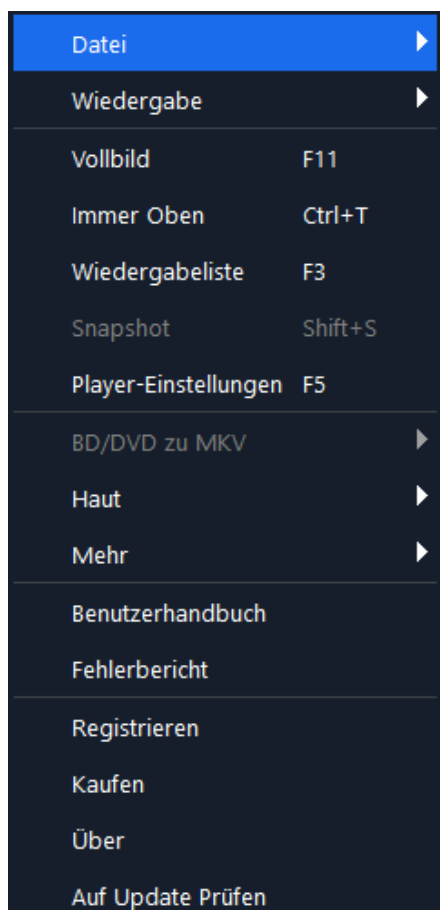 Datei
Wiedergabe
Vollbild F11
Immer Oben Ctrl+T
Wiedergabeliste F3
Snapshot Shift+S
Player-Einstellungen F5
BD/DVD zu MKV
Haut
Mehr
Benutzerhandbuch
Fehlerbericht
Registrieren
Kaufen
Über
Auf Update Prüfen